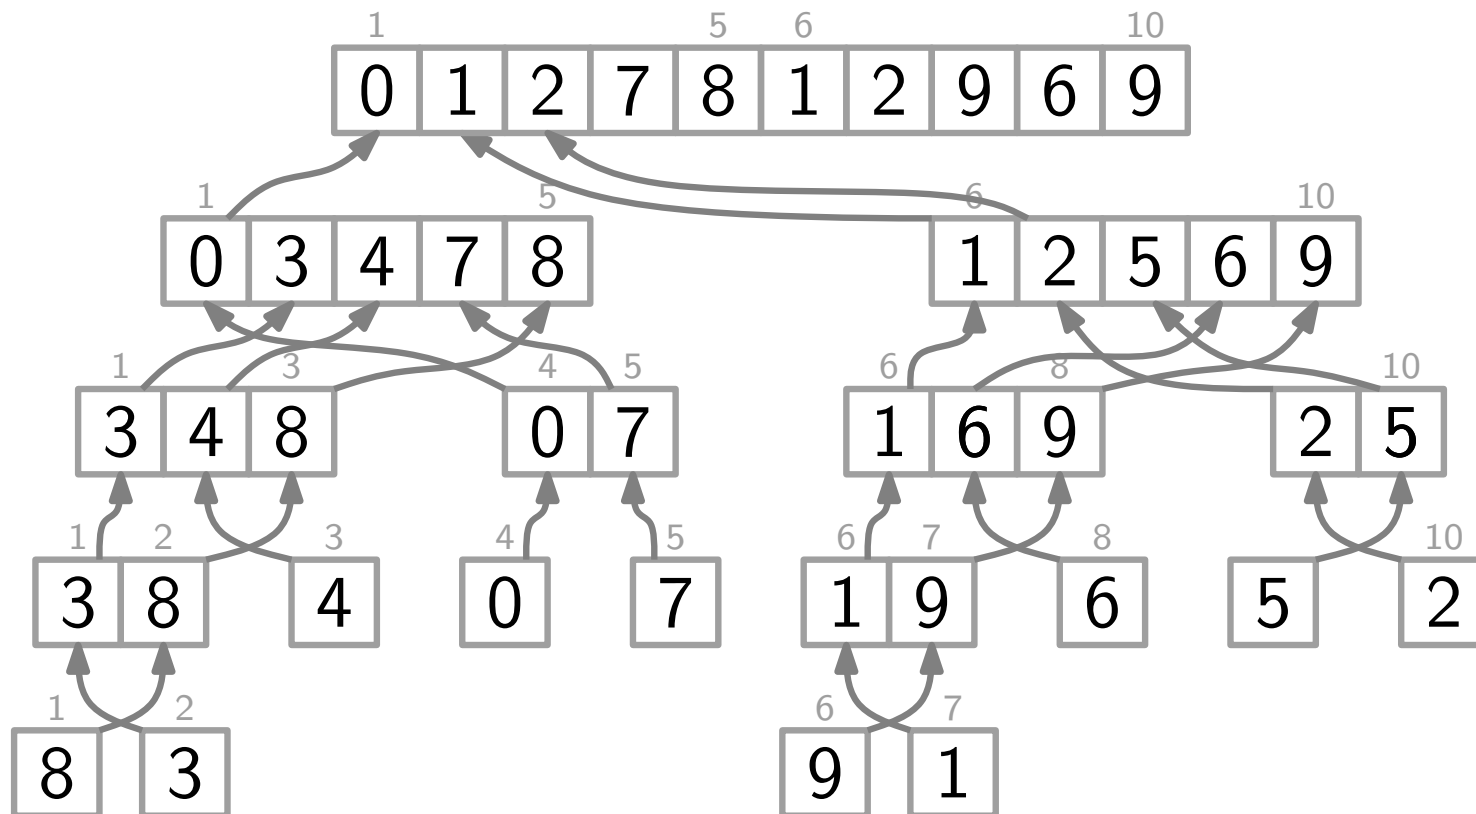 1 5 6 10
0 1 2 7 8 1 2 9 6 9
1 5 6 10
0 3 4 7 8 1 2 5 6 9
1 3 4 5 6 8 10
3 4 8 0 7 1 6 9 2 5
1 2 3 4 5 6 7 8 10
3 8 4 0 7 1 9 6 5 2
1 2 6 7
8 3 9 1